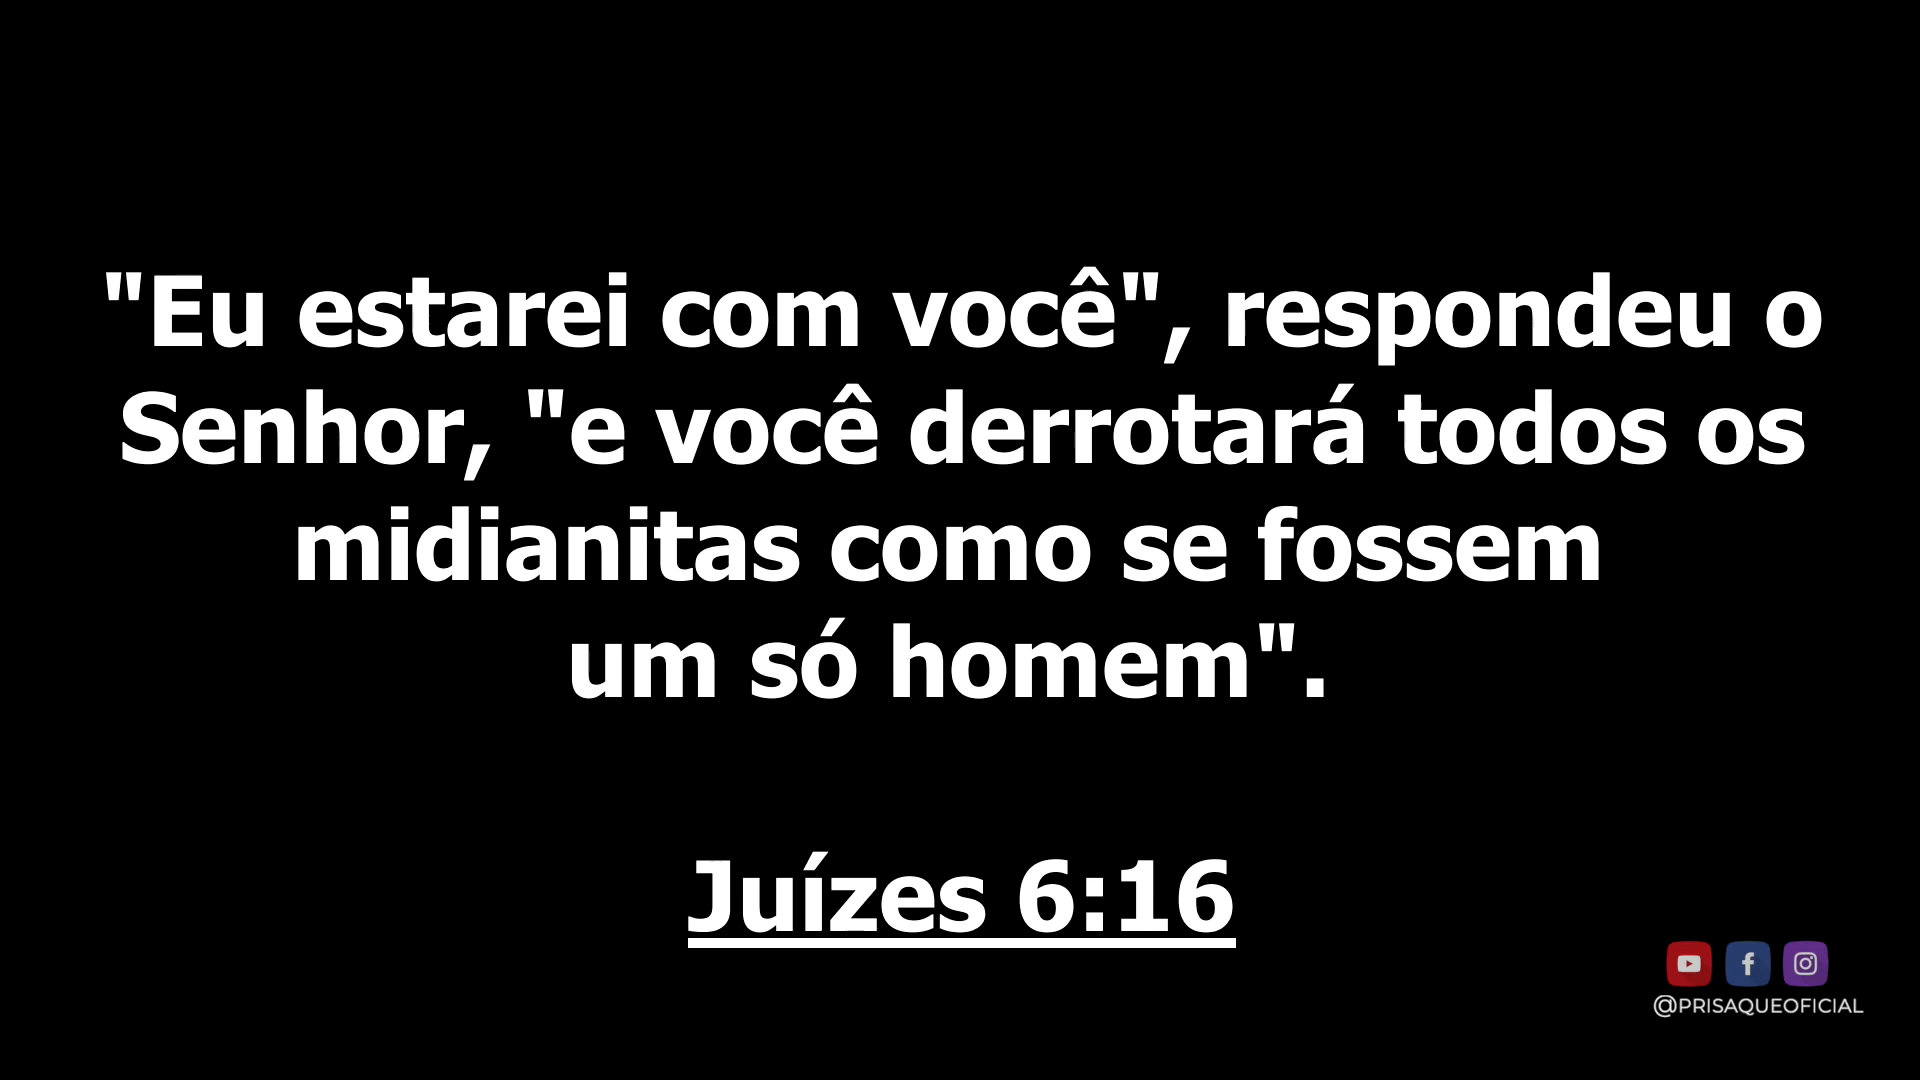 "Eu estarei com você", respondeu o
Senhor, "e você derrotará todos os
midianitas como se fossem
um só homem".
Juízes 6:16
@PRISAQUEOFICIAL